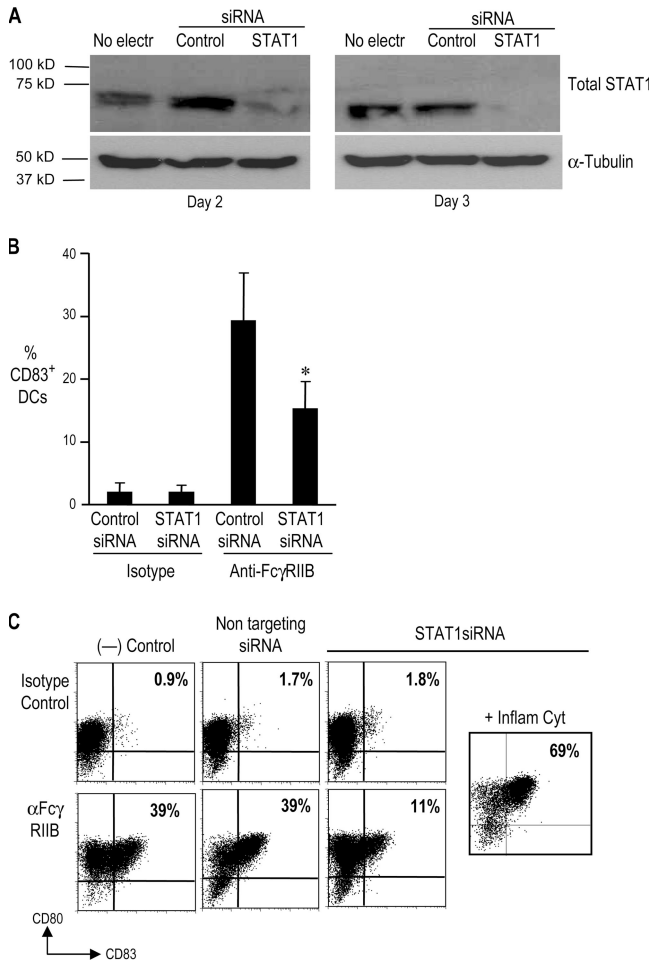 A
siRNA
No electr Control STAT1
siRNA
No electr Control STAT1
100 kD
75 kD
Total STAT1
50 kD
37 kD
α-Tubulin
Day 2
Day 3
B
40
30
20
10
0
%
CD83+
DCs
*
Control siRNA
STAT1 siRNA
Control siRNA
STAT1 siRNA
Isotype
Anti-FcγRIIB
C
(—) Control
Non targeting
siRNA
STAT1siRNA
Isotype
Control
0.9%
1.7%
1.8%
+ Inflam Cyt
69%
αFcγ
RIIB
39%
39%
11%
CD80
CD83